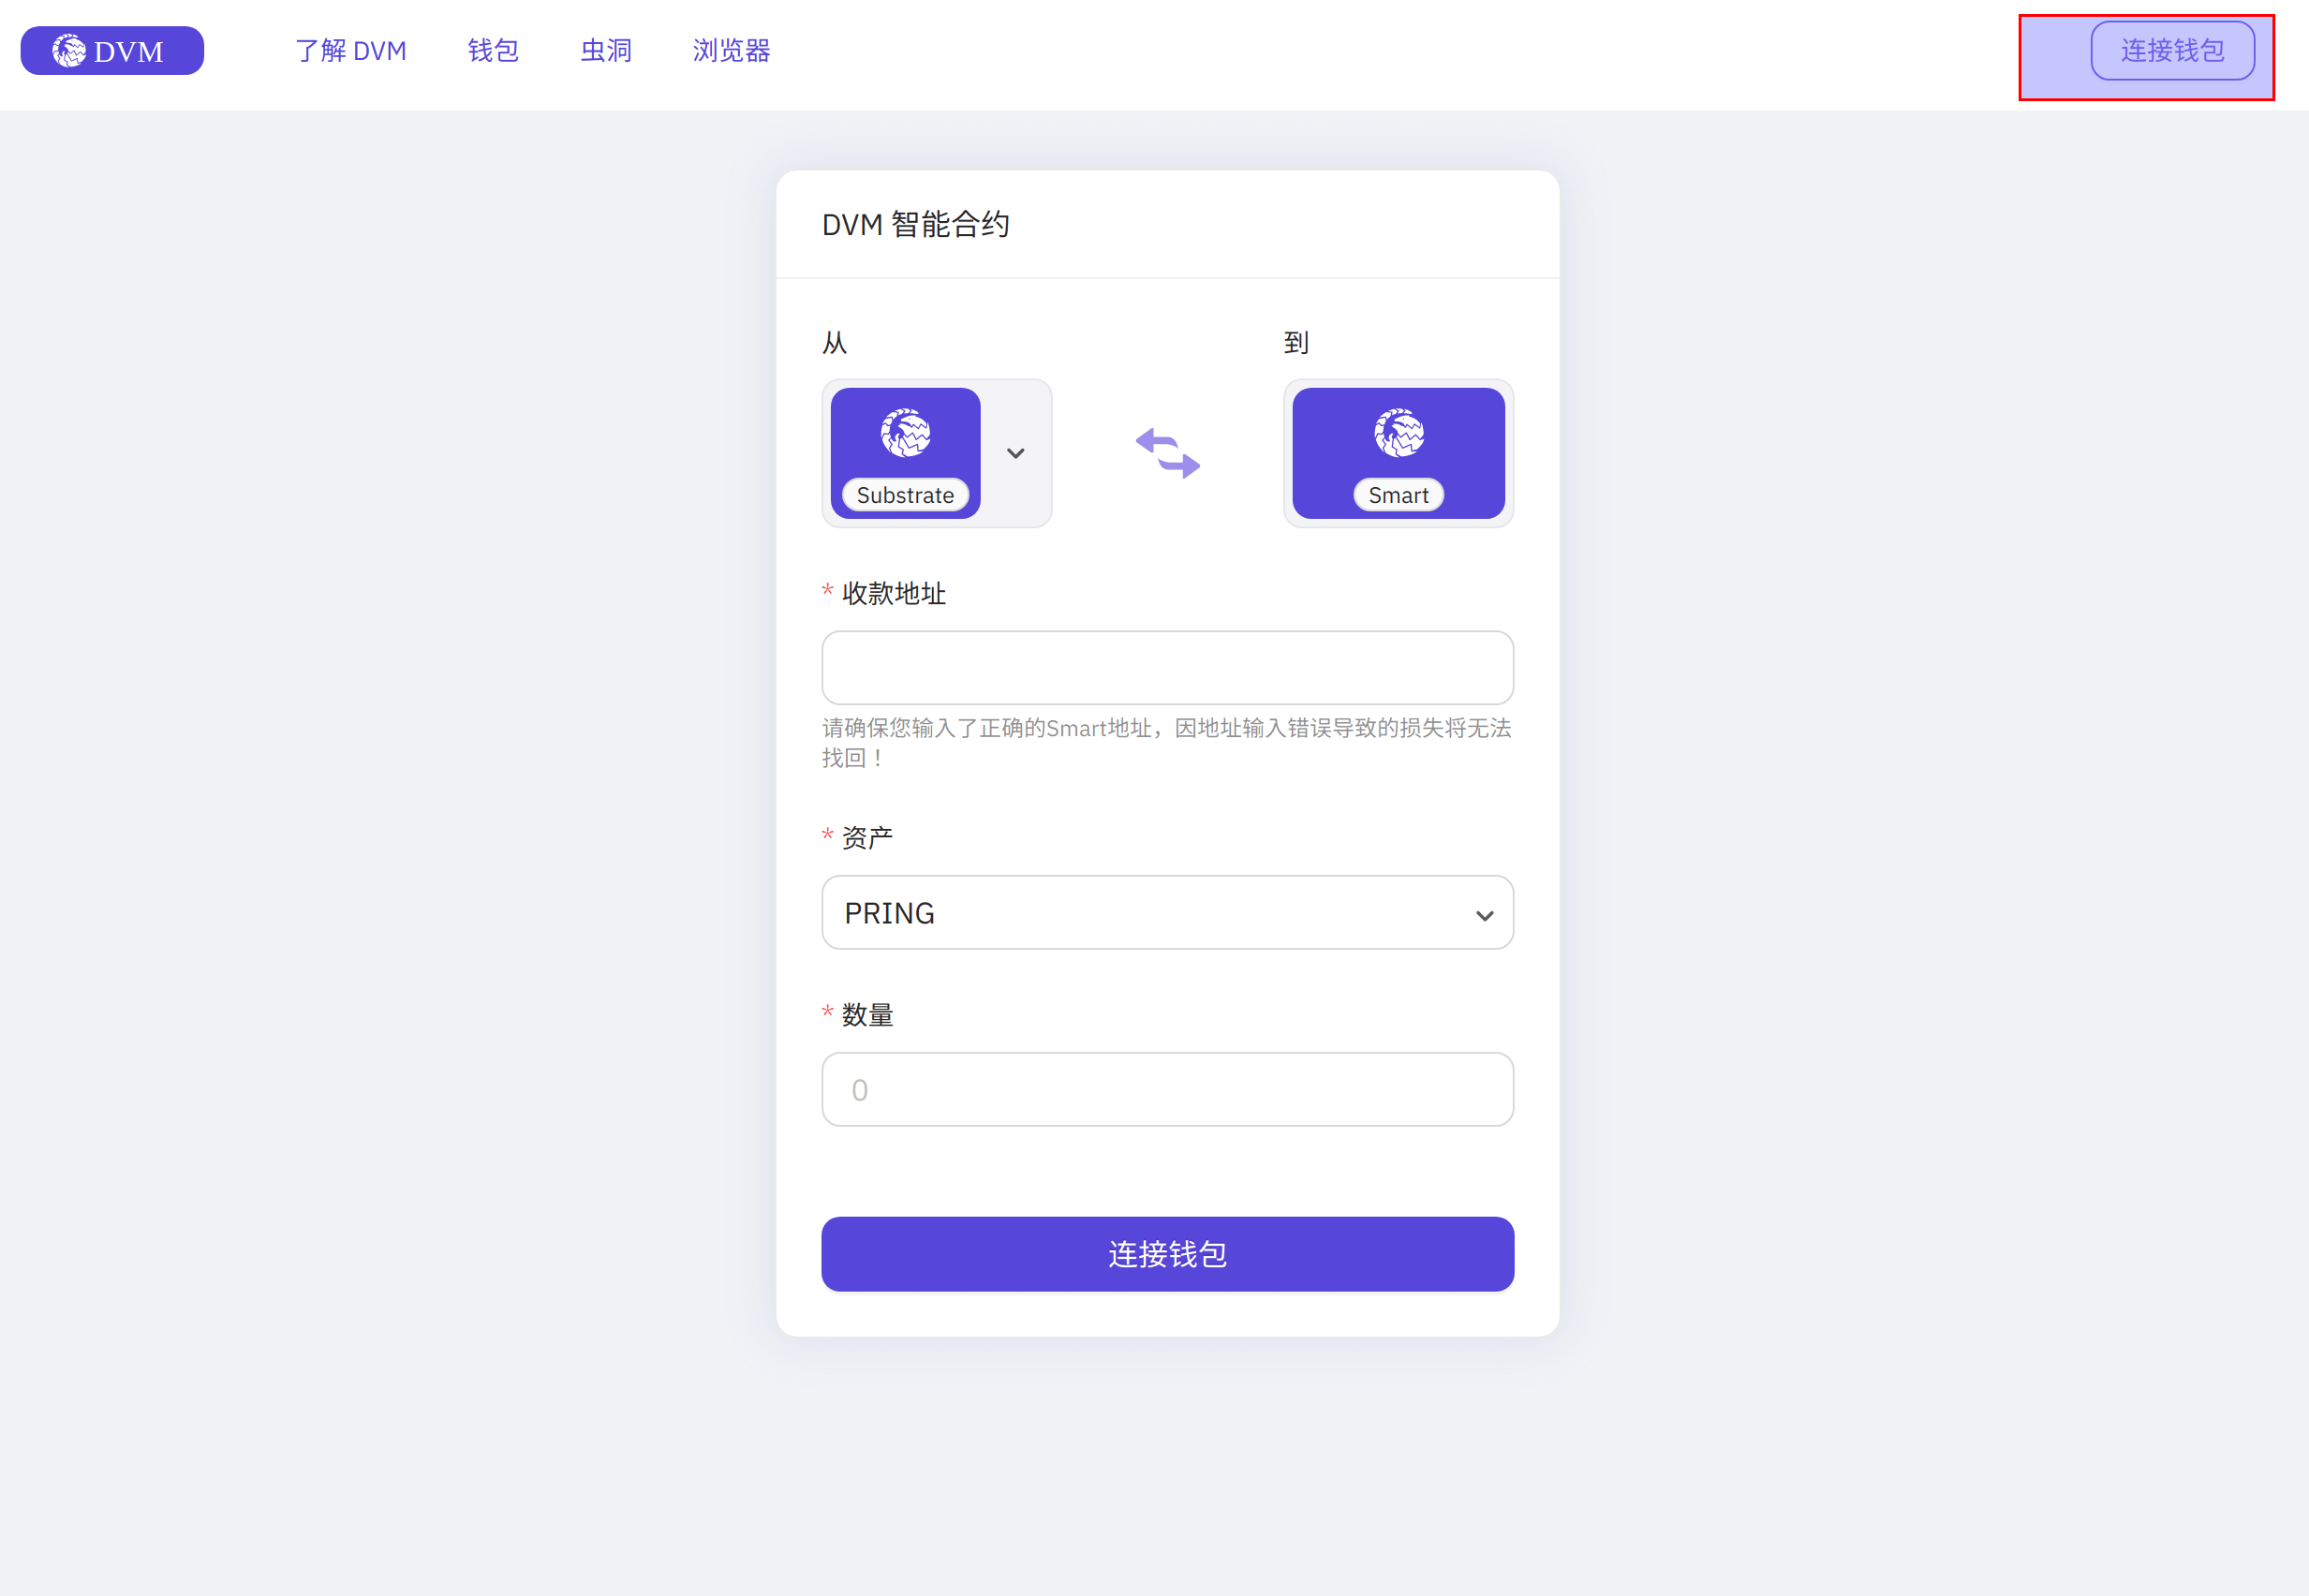 DVM
了解 DVM
钱包
虫洞
浏览器
连接钱包
DVM 智能合约
从
到
Substrate
Smart
* 收款地址
请确保您输入了正确的Smart地址，因地址输入错误导致的损失将无法
找回！
* 资产
PRING
* 数量
0
连接钱包